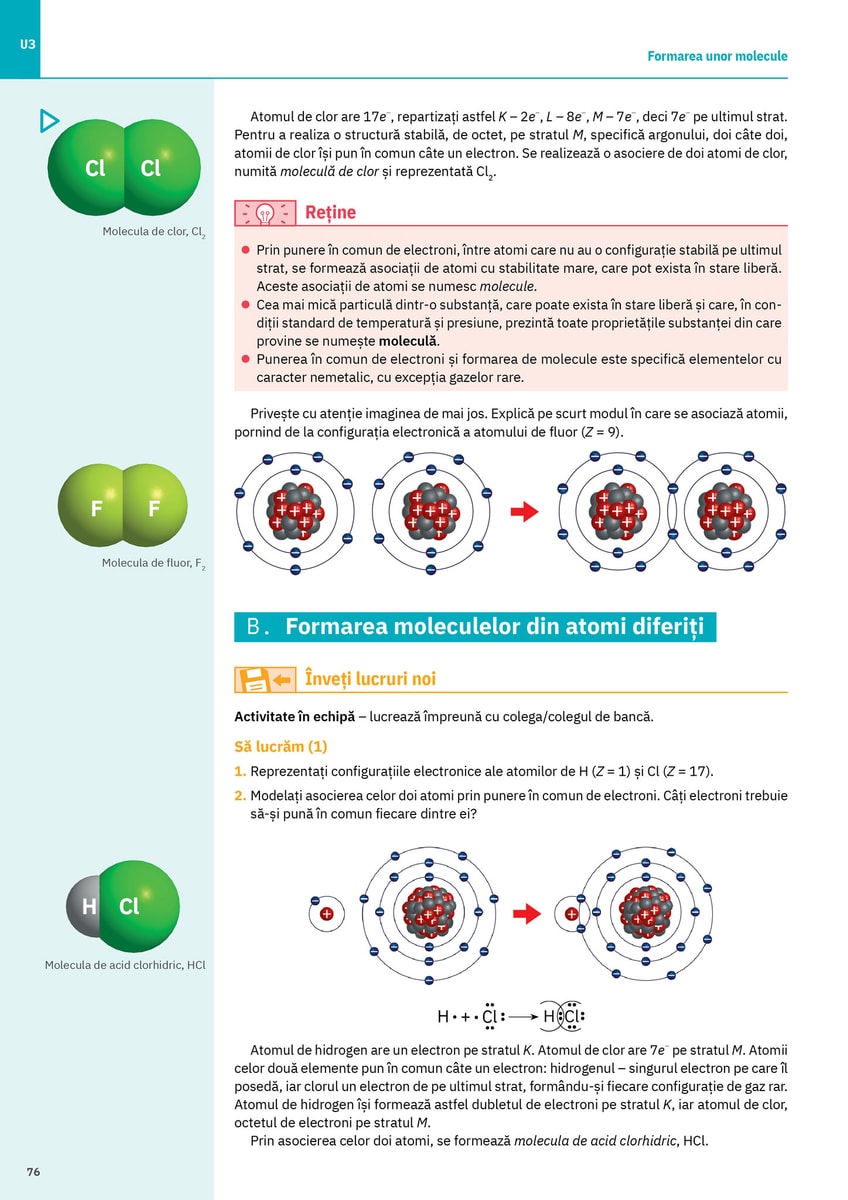 U3
Formarea unor molecule
Cl Cl
Molecula de clor, Cl₂
Atomul de clor are 17e⁻, repartizați astfel K – 2e⁻, L – 8e⁻, M – 7e⁻, deci 7e⁻ pe ultimul strat.
Pentru a realiza o structură stabilă, de octet, pe stratul M, specifică argonului, doi câte doi,
atomii de clor își pun în comun câte un electron. Se realizează o asociere de doi atomi de clor,
numită moleculă de clor și reprezentată Cl₂.
Reține
● Prin punere în comun de electroni, între atomi care nu au o configurație stabilă pe ultimul
strat, se formează asociații de atomi cu stabilitate mare, care pot exista în stare liberă.
Aceste asociații de atomi se numesc molecule.
● Cea mai mică particulă dintr-o substanță, care poate exista în stare liberă și care, în con-
diții standard de temperatură și presiune, prezintă toate proprietățile substanței din care
provine se numește moleculă.
● Punerea în comun de electroni și formarea de molecule este specifică elementelor cu
caracter nemetalic, cu excepția gazelor rare.
Privește cu atenție imaginea de mai jos. Explică pe scurt modul în care se asociază atomii,
pornind de la configurația electronică a atomului de fluor (Z = 9).
F F
Molecula de fluor, F₂
B. Formarea moleculelor din atomi diferiți
Înveți lucruri noi
Activitate în echipă – lucrează împreună cu colega/colegul de bancă.
Să lucrăm (1)
1. Reprezentați configurațiile electronice ale atomilor de H (Z = 1) și Cl (Z = 17).
2. Modelați asocierea celor doi atomi prin punere în comun de electroni. Câți electroni trebuie
să-și pună în comun fiecare dintre ei?
H Cl
Molecula de acid clorhidric, HCl
H· + ·Cl: → H:Cl:
Atomul de hidrogen are un electron pe stratul K. Atomul de clor are 7e⁻ pe stratul M. Atomii
celor două elemente pun în comun câte un electron: hidrogenul – singurul electron pe care îl
posedă, iar clorul un electron de pe ultimul strat, formându-și fiecare configurație de gaz rar.
Atomul de hidrogen își formează astfel dubletul de electroni pe stratul K, iar atomul de clor,
octetul de electroni pe stratul M.
Prin asocierea celor doi atomi, se formează molecula de acid clorhidric, HCl.
76